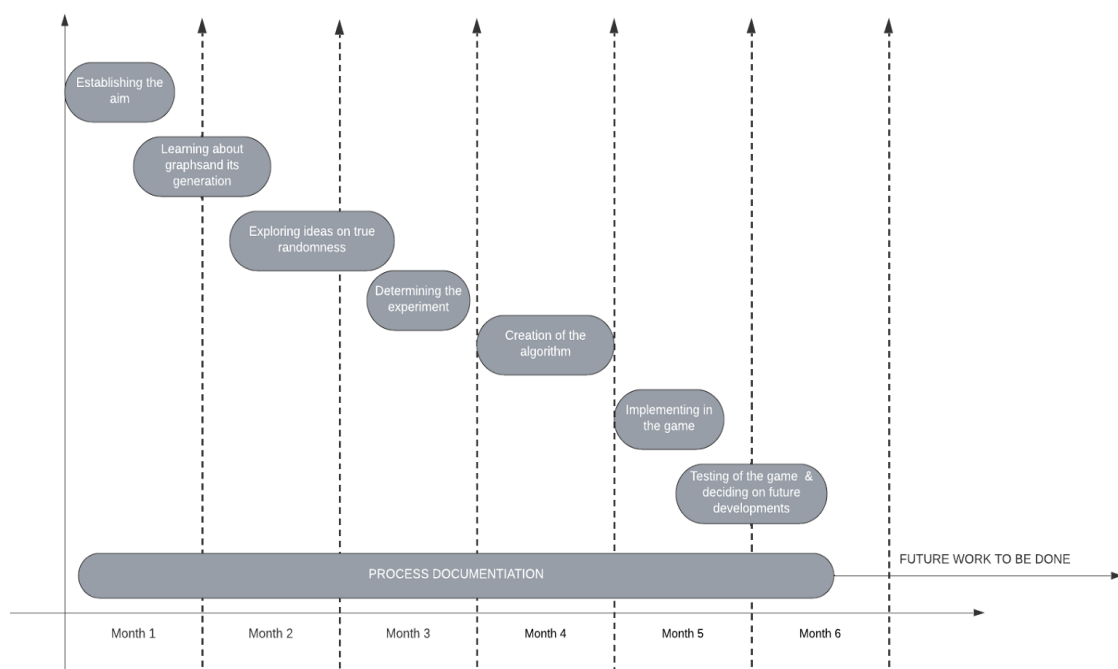 Establishing the
aim
Learning about
graphsand its
generation
Exploring ideas on true
randomness
Determining the
experiment
Creation of the
algorithm
Implementing in
the game
Testing of the game  &
deciding on future
developments
PROCESS DOCUMENTIATION
FUTURE WORK TO BE DONE
Month 1
Month 2
Month 3
Month 4
Month 5
Month 6